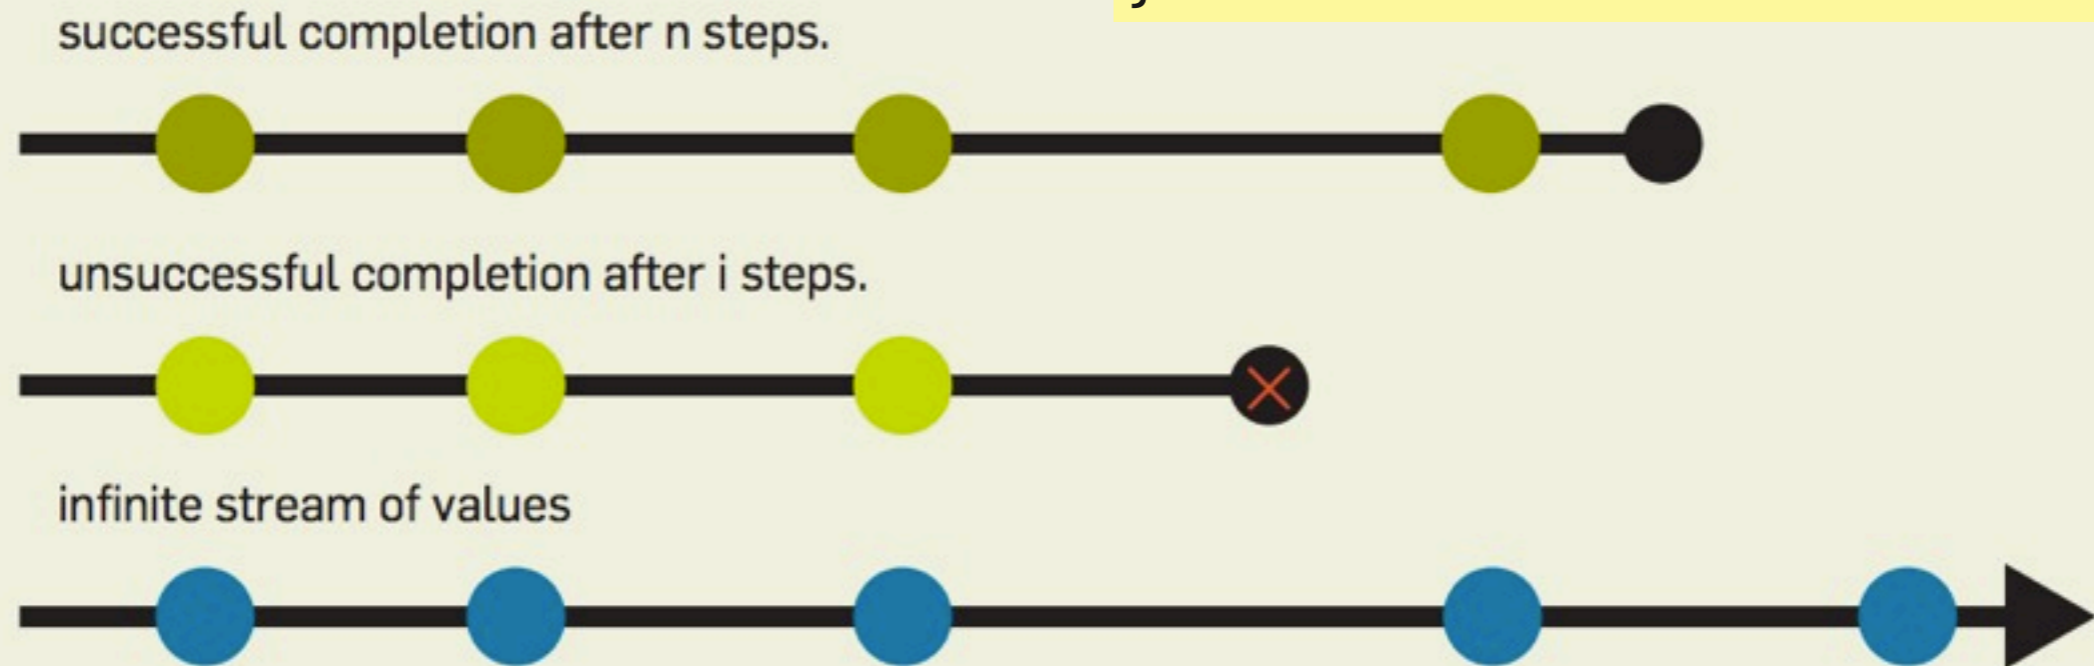 successful completion after n steps.
unsuccessful completion after i steps.
infinite stream of values